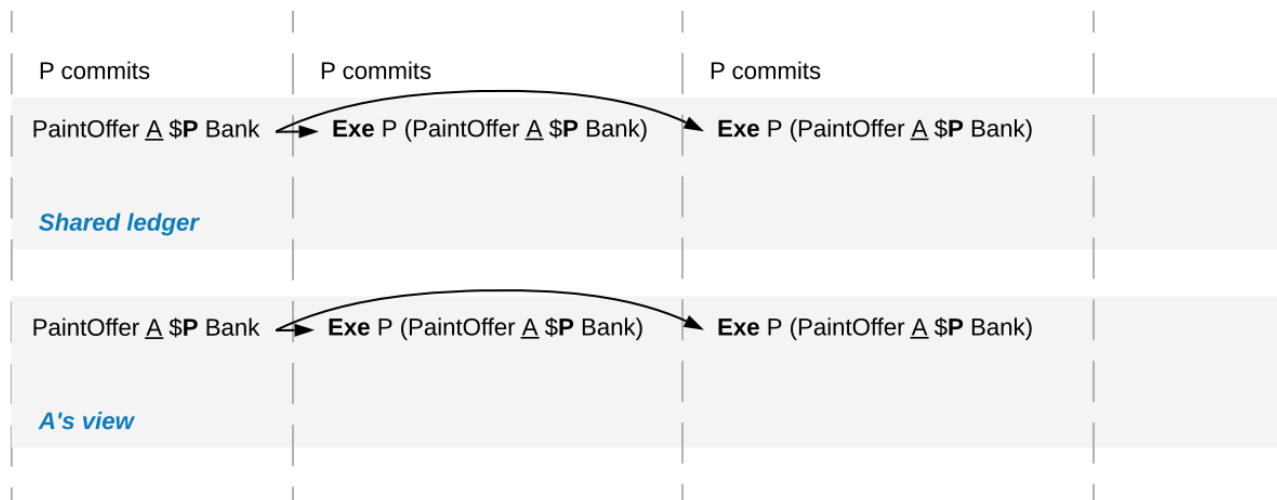 P commits P commits P commits
PaintOffer A $P Bank Exe P (PaintOffer A $P Bank) Exe P (PaintOffer A $P Bank)
Shared ledger
PaintOffer A $P Bank Exe P (PaintOffer A $P Bank) Exe P (PaintOffer A $P Bank)
A's view